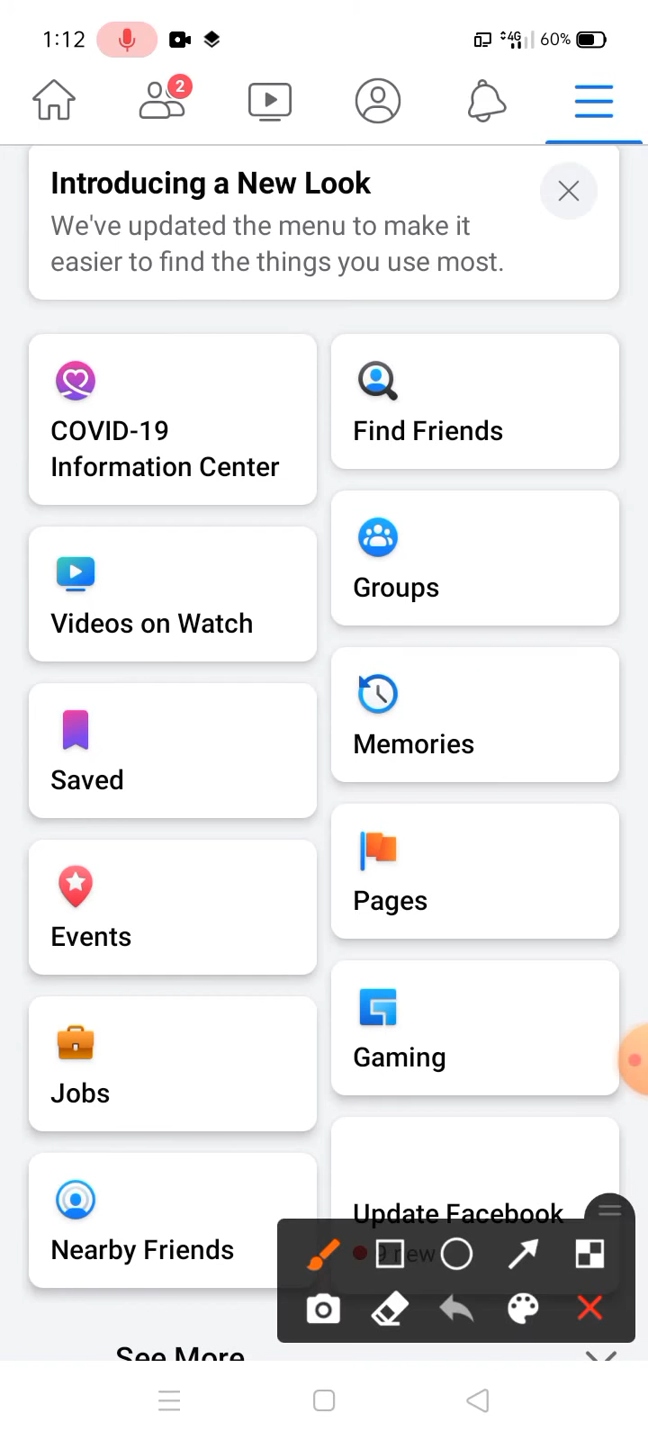 1:12
4G 60%
2
Introducing a New Look
We've updated the menu to make it
easier to find the things you use most.
COVID-19
Information Center
Find Friends
Videos on Watch
Groups
Saved
Memories
Events
Pages
Jobs
Gaming
Nearby Friends
Update Facebook
9 new
See More